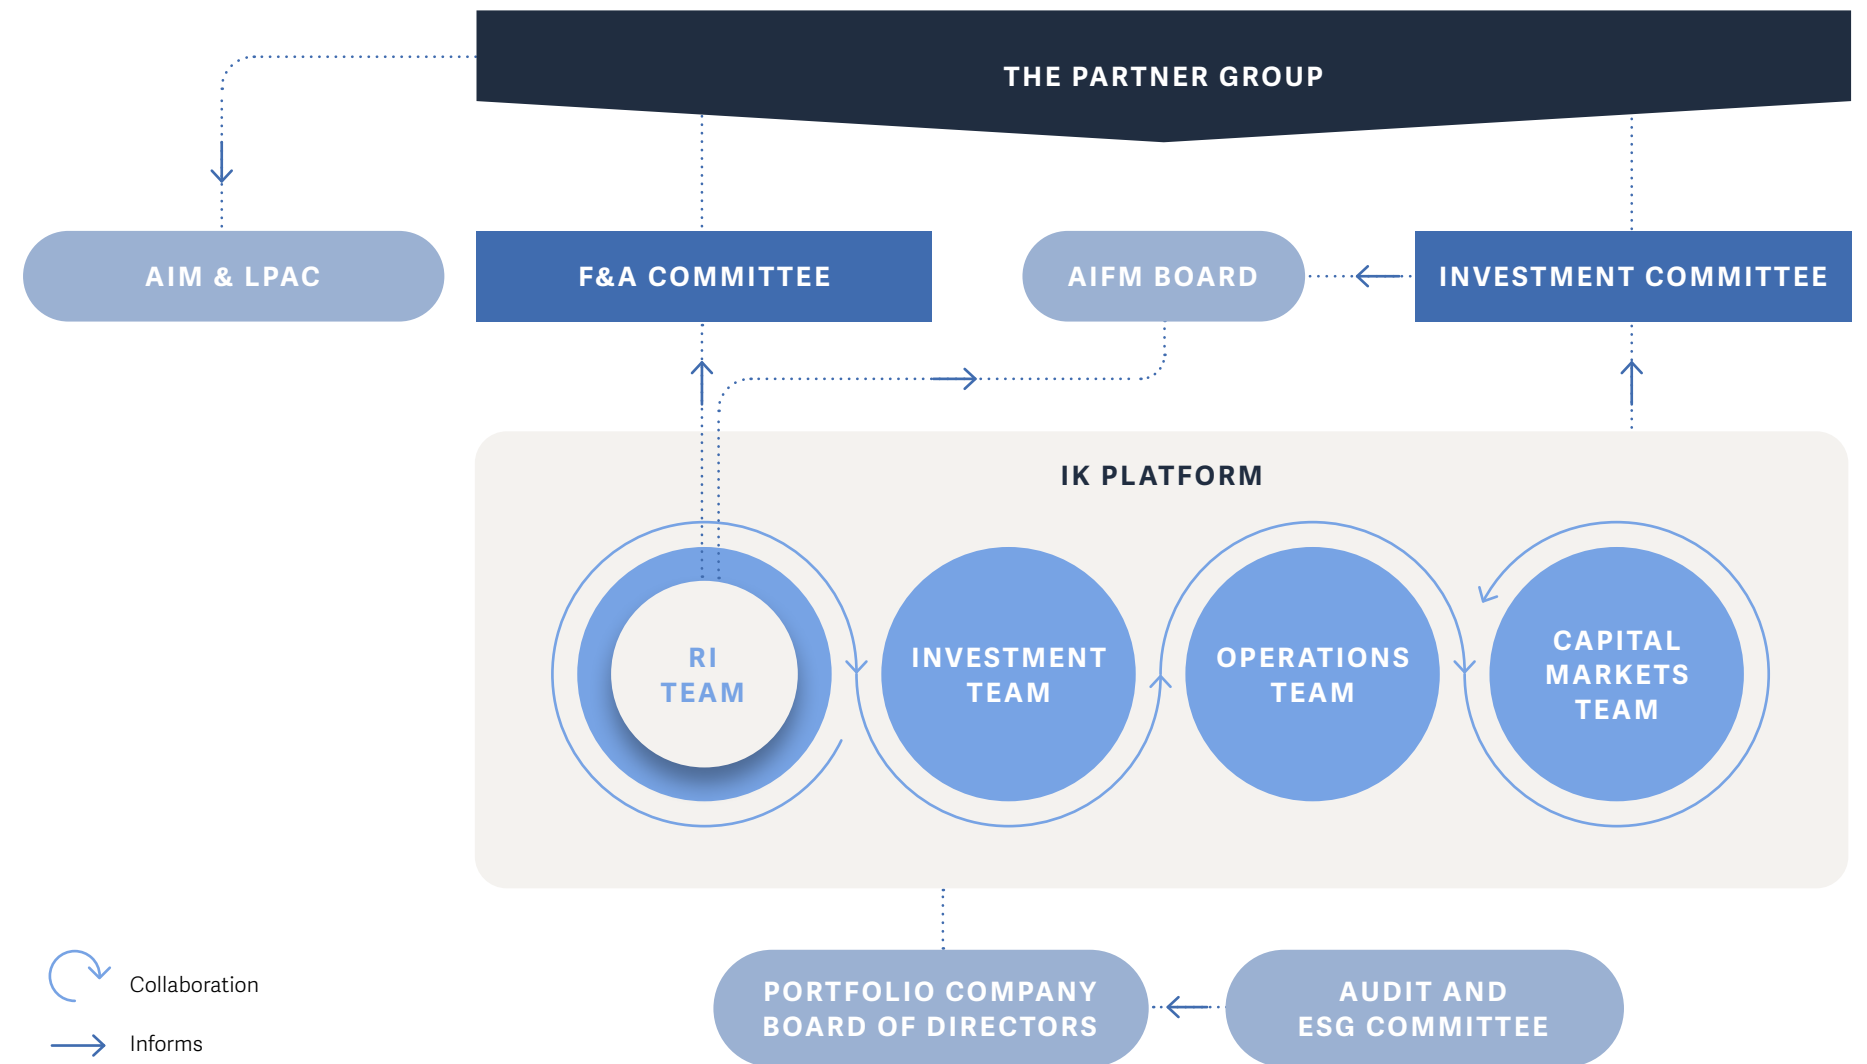 THE PARTNER GROUP
AIM & LPAC
F&A COMMITTEE
AIFM BOARD
INVESTMENT COMMITTEE
IK PLATFORM
RI
TEAM
INVESTMENT
TEAM
OPERATIONS
TEAM
CAPITAL
MARKETS
TEAM
Collaboration
Informs
PORTFOLIO COMPANY
BOARD OF DIRECTORS
AUDIT AND
ESG COMMITTEE